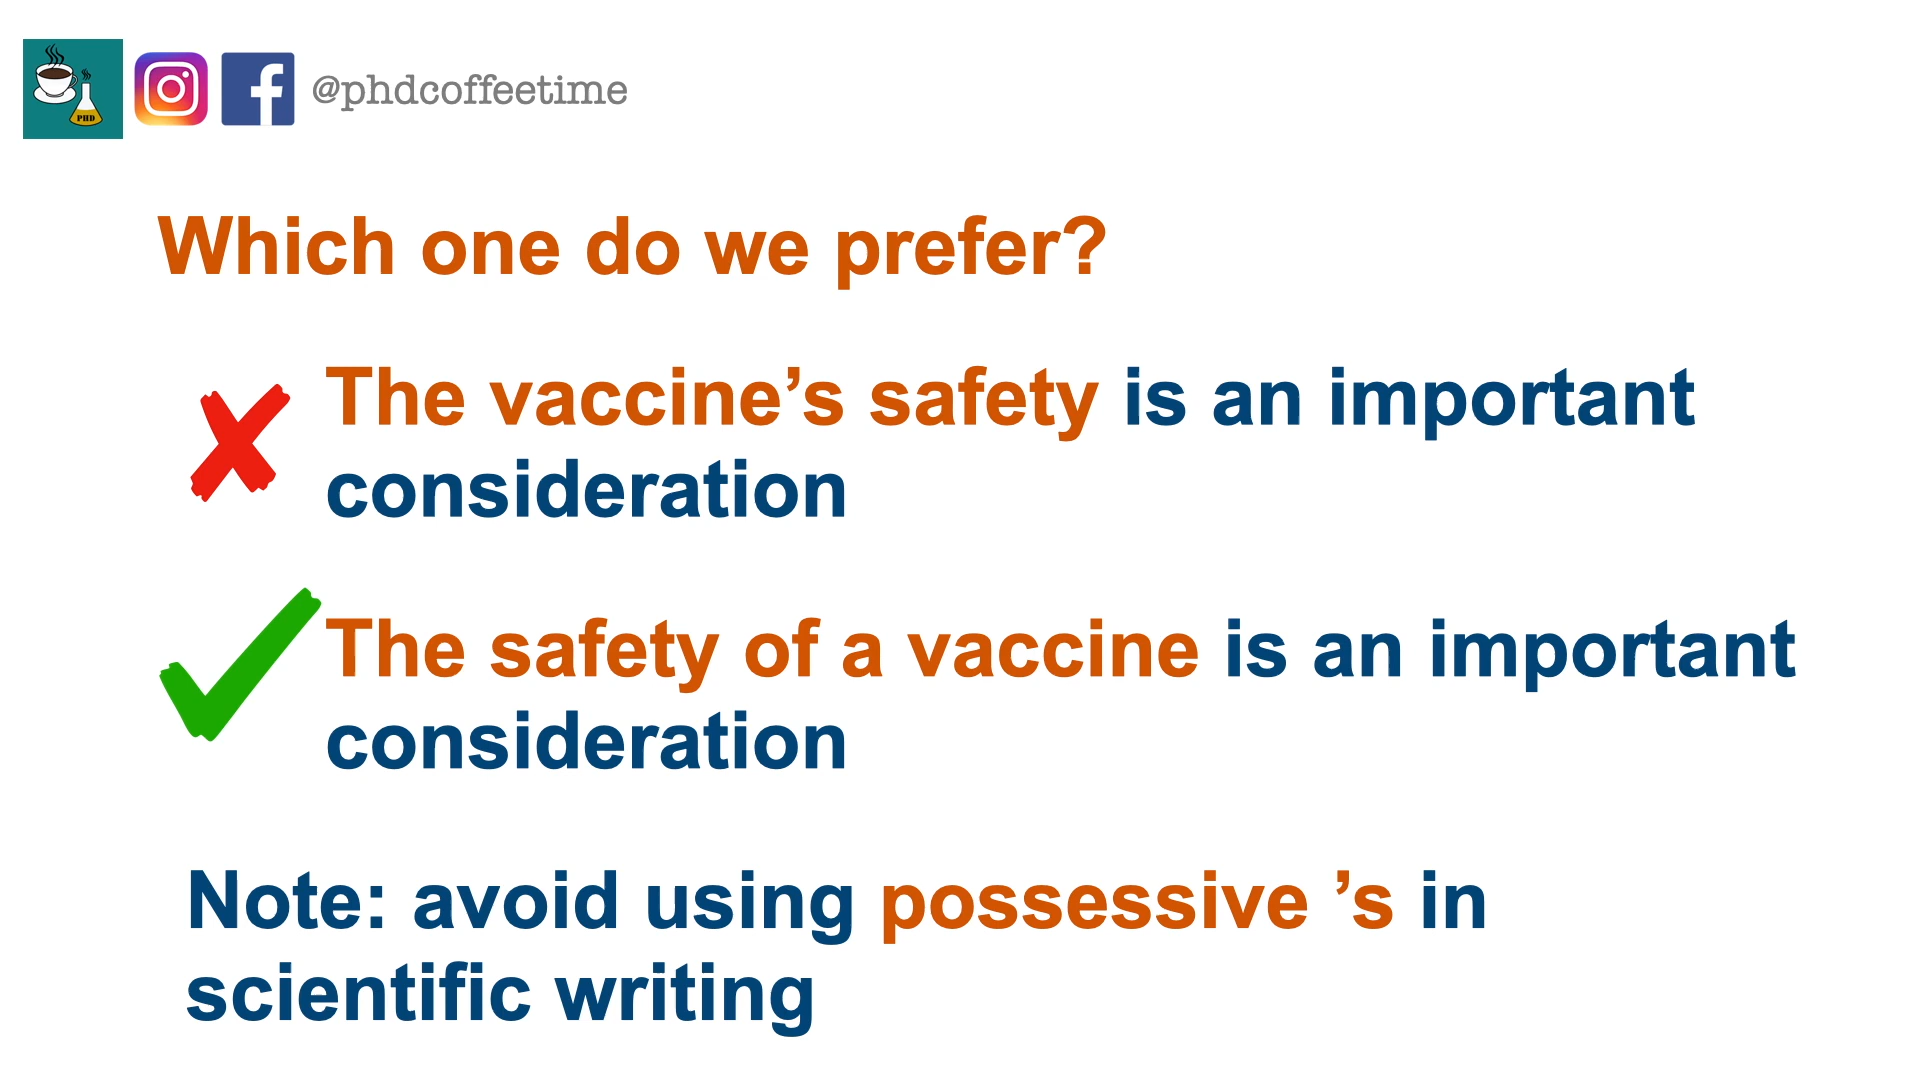 PHD
@phdcoffeetime
Which one do we prefer?
The vaccine’s safety is an important
consideration
The safety of a vaccine is an important
consideration
Note: avoid using possessive ’s in
scientific writing